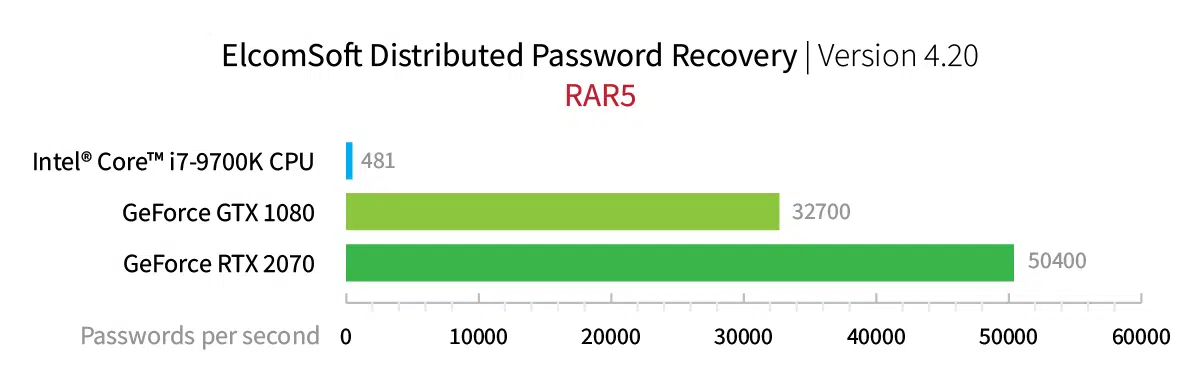 ElcomSoft Distributed Password Recovery | Version 4.20
RAR5
Intel® Core™ i7-9700K CPU 481
GeForce GTX 1080 32700
GeForce RTX 2070 50400
Passwords per second 0 10000 20000 30000 40000 50000 60000